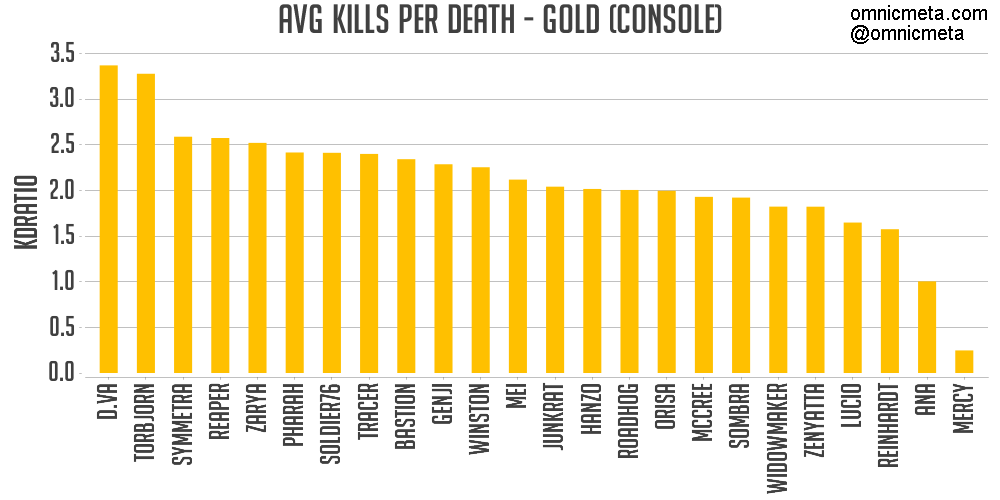 AVG KILLS PER DEATH - GOLD (CONSOLE)
omnicmeta.com
@omnicmeta
KDRATIO
3.5
3.0
2.5
2.0
1.5
1.0
0.5
0.0
D.VA
TORBJORN
SYMMETRA
REAPER
ZARYA
PHARAH
SOLDIER76
TRACER
BASTION
GENJI
WINSTON
MEI
JUNKRAT
HANZO
ROADHOG
ORISA
MCCREE
SOMBRA
WIDOWMAKER
ZENYATTA
LUCIO
REINHARDT
ANA
MERCY